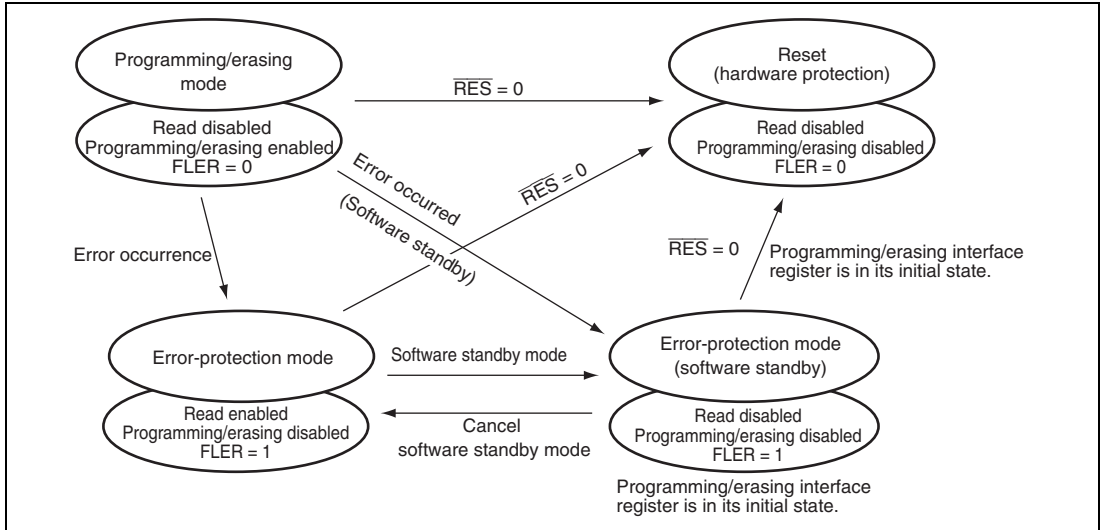 Programming/erasing
mode
Read disabled
Programming/erasing enabled
FLER = 0
R̅E̅S̅ = 0
Reset
(hardware protection)
Read disabled
Programming/erasing disabled
FLER = 0
Error occurred
(Software standby)
R̅E̅S̅ = 0
Error occurrence
R̅E̅S̅ = 0
Programming/erasing interface
register is in its initial state.
Error-protection mode
Read enabled
Programming/erasing disabled
FLER = 1
Software standby mode
Cancel
software standby mode
Error-protection mode
(software standby)
Read disabled
Programming/erasing disabled
FLER = 1
Programming/erasing interface
register is in its initial state.